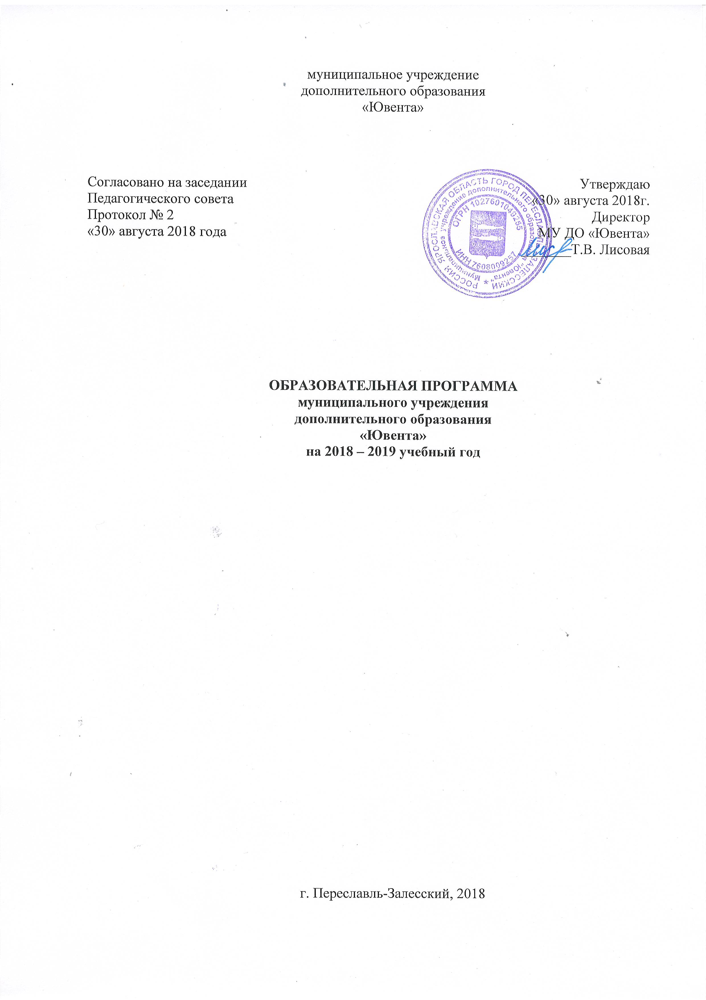 муниципальное учреждение
дополнительного образования
«Ювента»
Согласовано на заседании
Педагогического совета
Протокол № 2
«30» августа 2018 года
Утверждаю
«30» августа 2018г.
Директор
МУ ДО «Ювента»
Т.В. Лисовая
РОССИЯ ЯРОСЛАВСКАЯ ОБЛАСТЬ ГОРОД ПЕРЕСЛАВЛЬ-ЗАЛЕССКИЙ *
Муниципальное учреждение дополнительного образования "Ювента"
ОГРН 1027601049255
ИНН 7608009257
ОБРАЗОВАТЕЛЬНАЯ ПРОГРАММА
муниципального учреждения
дополнительного образования
«Ювента»
на 2018 – 2019 учебный год
г. Переславль-Залесский, 2018